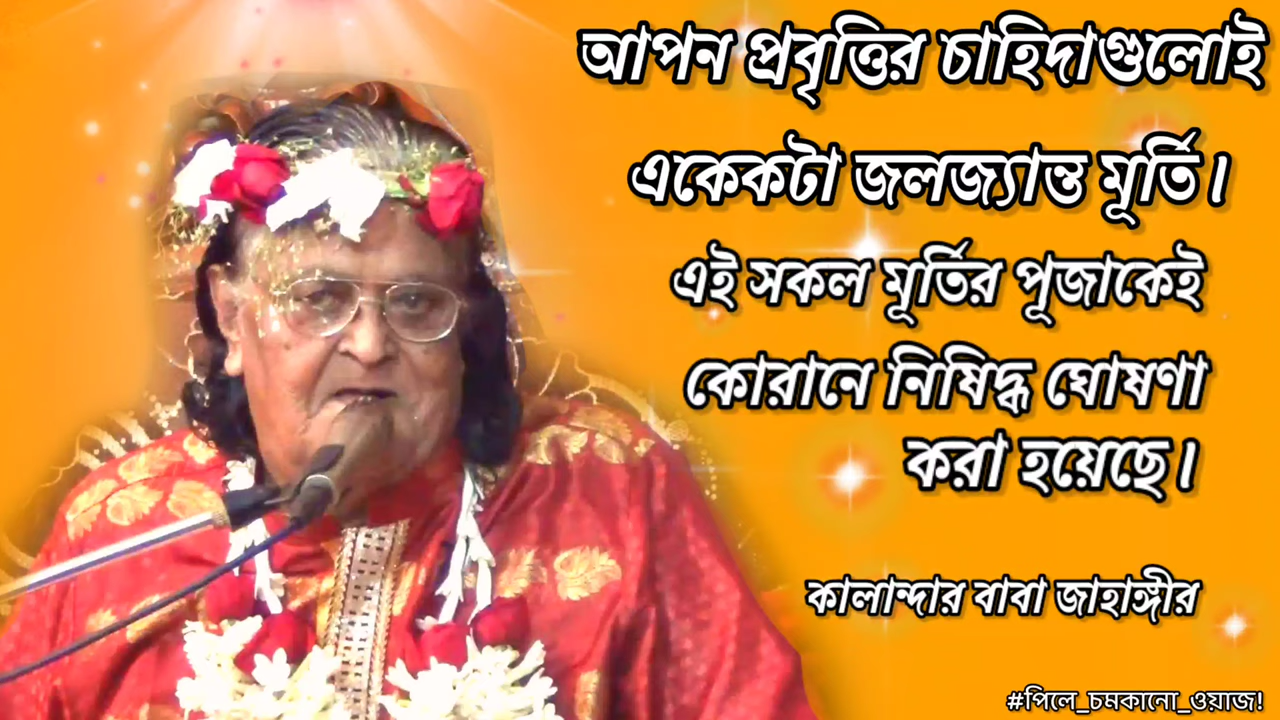 আপন প্রবৃত্তির চাহিদাগুলোই
একেকটা জলজ্যান্ত মূর্তি।
এই সকল মূর্তির পূজাকেই
কোরানে নিষিদ্ধ ঘোষণা
করা হয়েছে।
কালান্দার বাবা জাহাঙ্গীর
#পিলে_চমকানো_ওয়াজ!